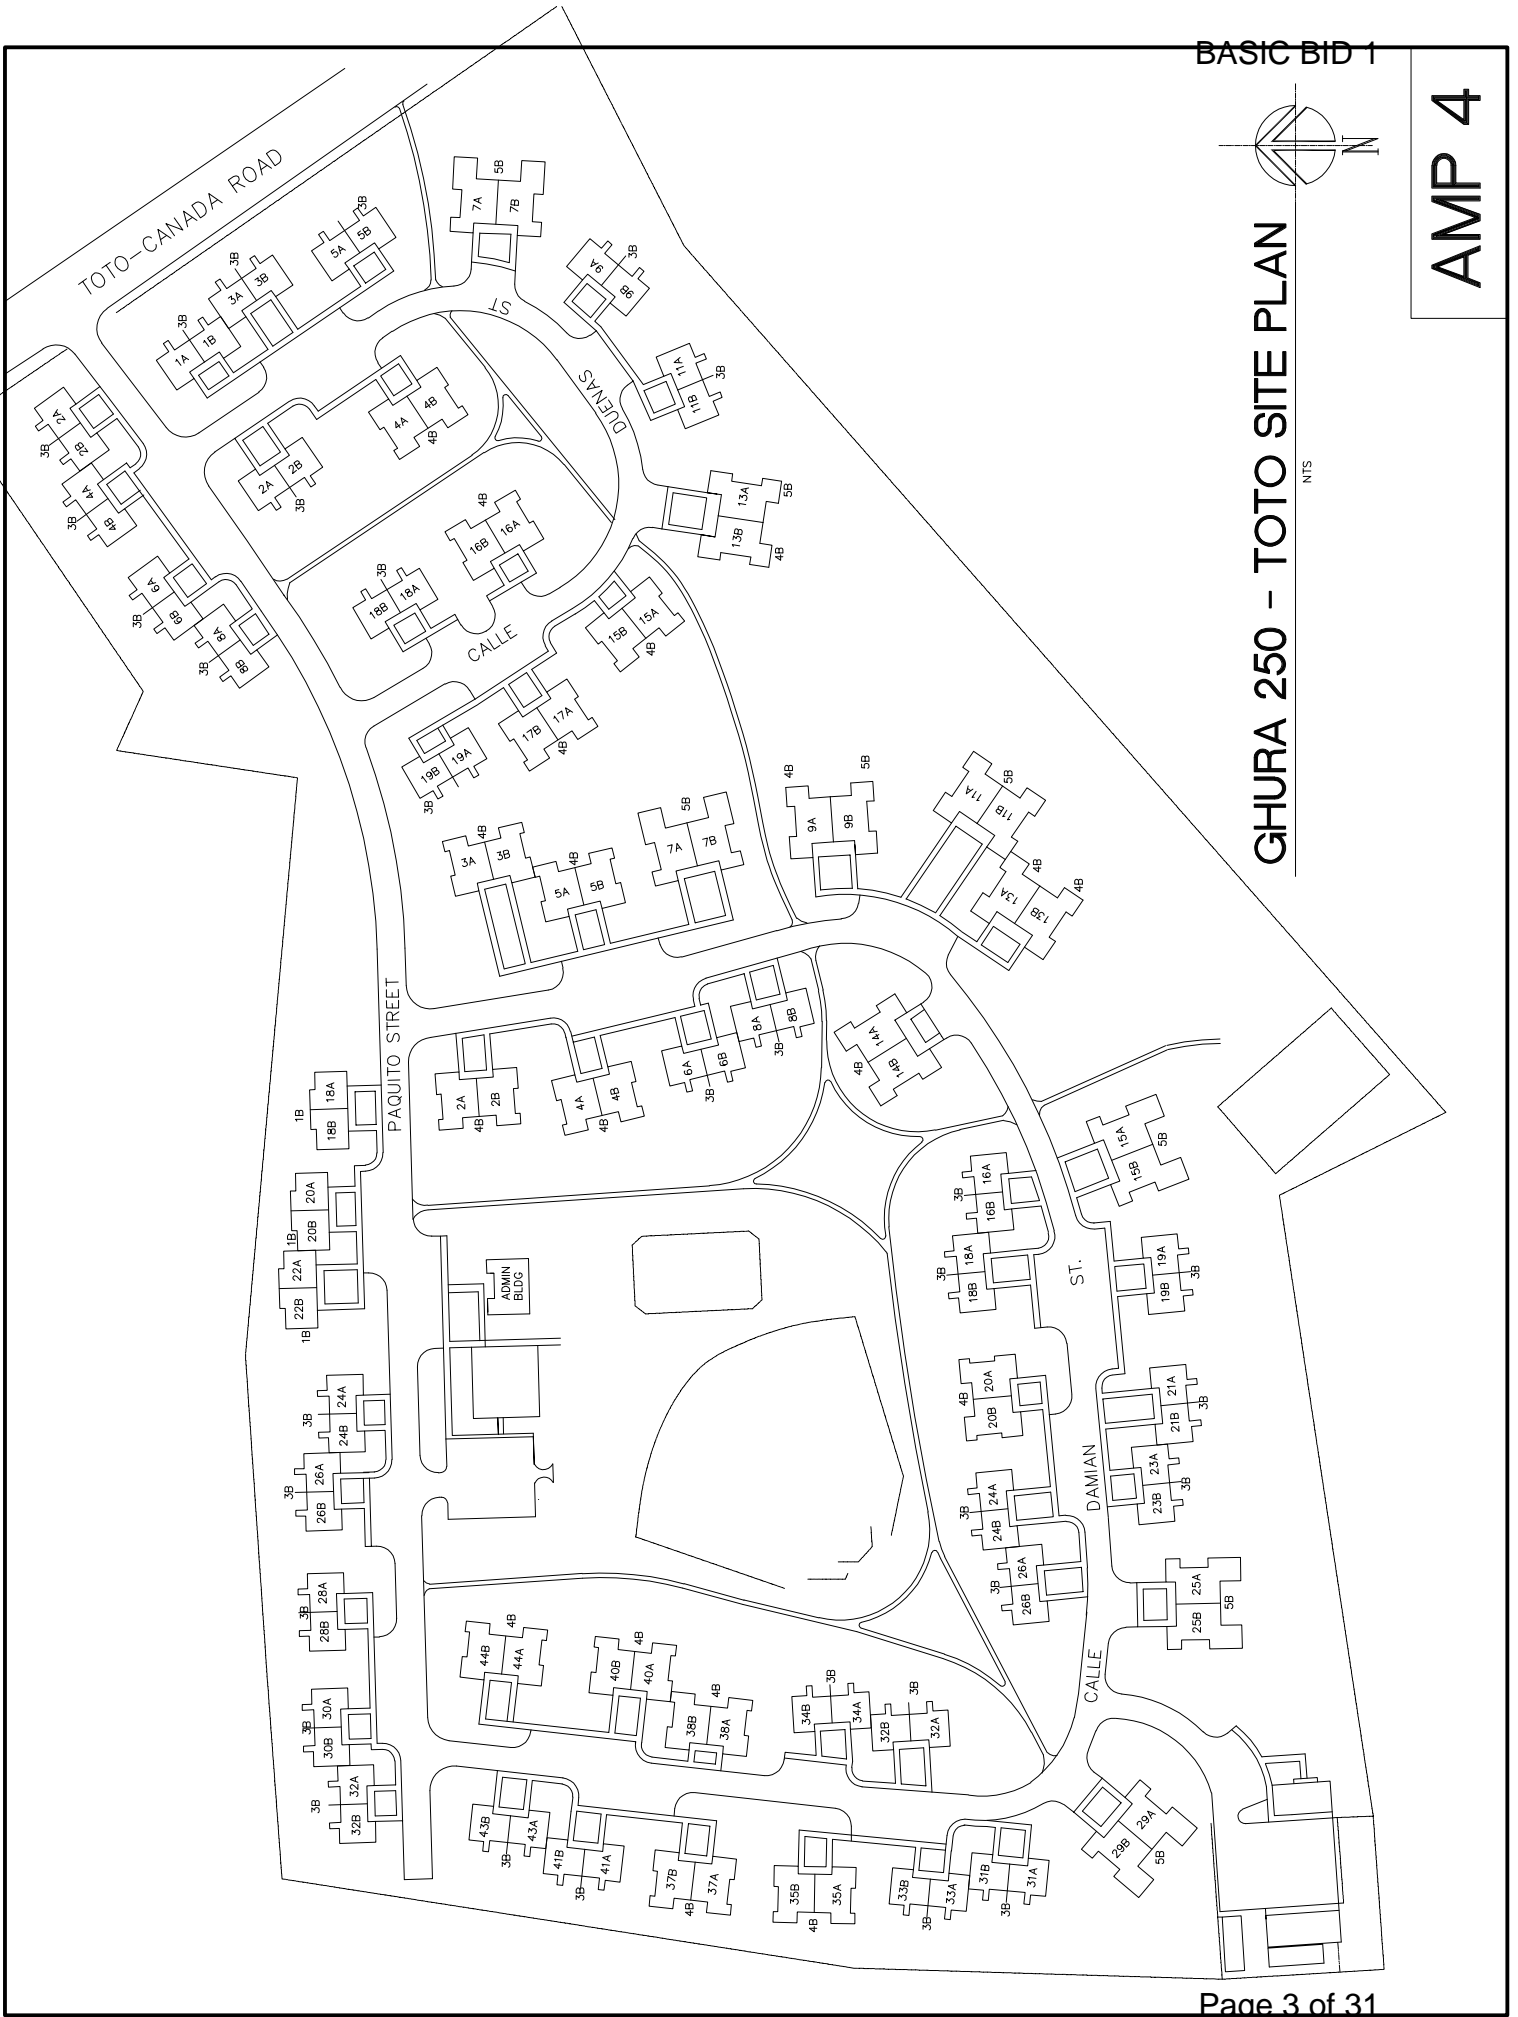 BASIC BID 1
AMP 4
N
GHURA 250 - TOTO SITE PLAN
NTS
TOTO-CANADA ROAD
1A
1B
3B
3A
3B
3B
5A
5B
3B
7A
7B
5B
9A
9B
3B
11A
11B
3B
13A
13B
5B
4B
2A
2B
3B
4A
4B
3B
6A
6B
3B
8A
8B
3B
2A
2B
3B
4A
4B
4B
DUENAS
ST
16B
16A
4B
18B
18A
3B
CALLE
15B
15A
4B
17B
17A
4B
19B
19A
3B
3A
3B
4B
5A
5B
4B
7A
7B
5B
9A
9B
4B
5B
11A
11B
5B
13A
13B
4B
4B
PAQUITO STREET
2A
2B
4B
4A
4B
4B
6A
6B
3B
8A
8B
3B
14A
14B
4B
15A
15B
5B
16A
16B
3B
18A
18B
3B
ST.
19A
19B
3B
20A
20B
4B
21A
21B
3B
23A
23B
3B
DAMIAN
24A
24B
3B
26A
26B
3B
25A
25B
5B
CALLE
18A
18B
1B
20A
20B
1B
22A
22B
1B
ADMIN
BLDG
24A
24B
3B
26A
26B
3B
28A
28B
3B
30A
30B
3B
32A
32B
3B
44B
44A
4B
40B
40A
4B
38B
38A
4B
34B
34A
3B
32B
32A
3B
43B
43A
3B
41B
41A
3B
37B
37A
4B
35B
35A
4B
33B
33A
3B
31B
31A
3B
29A
29B
5B
Page 3 of 31